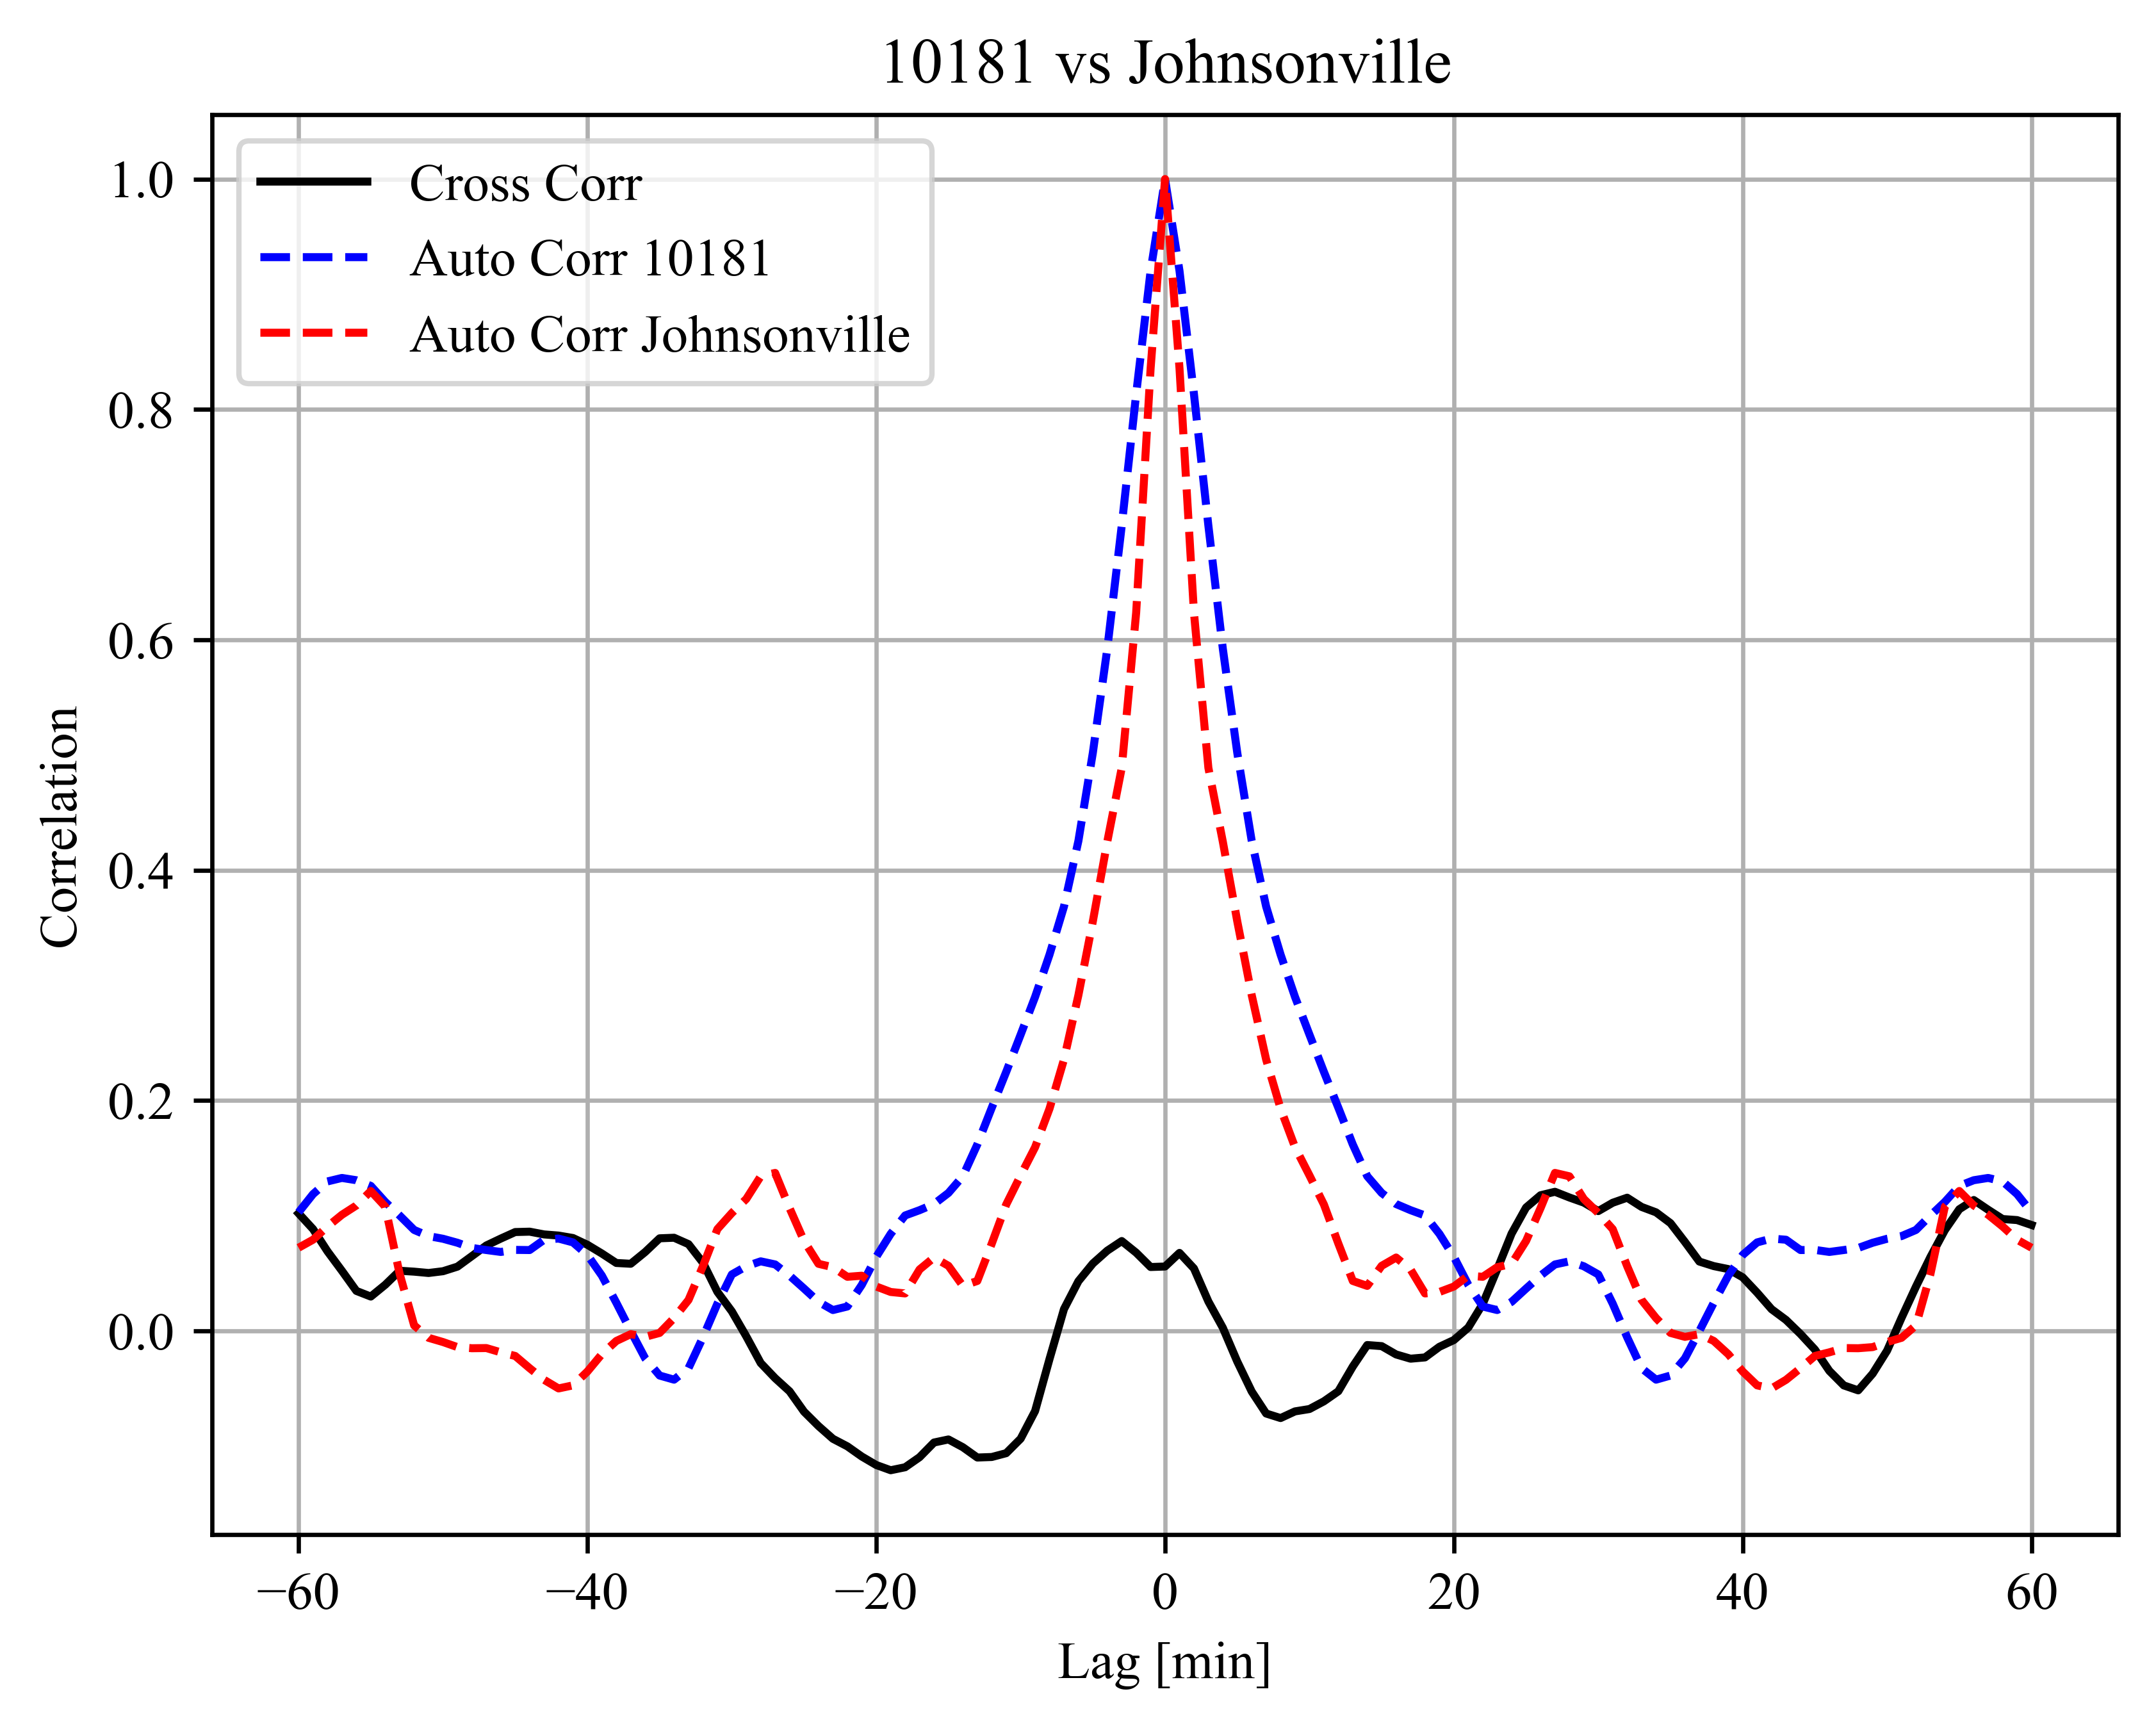 10181 vs Johnsonville
Cross Corr
Auto Corr 10181
Auto Corr Johnsonville
1.0
0.8
0.6
0.4
0.2
0.0
Correlation
−60 −40 −20 0 20 40 60
Lag [min]